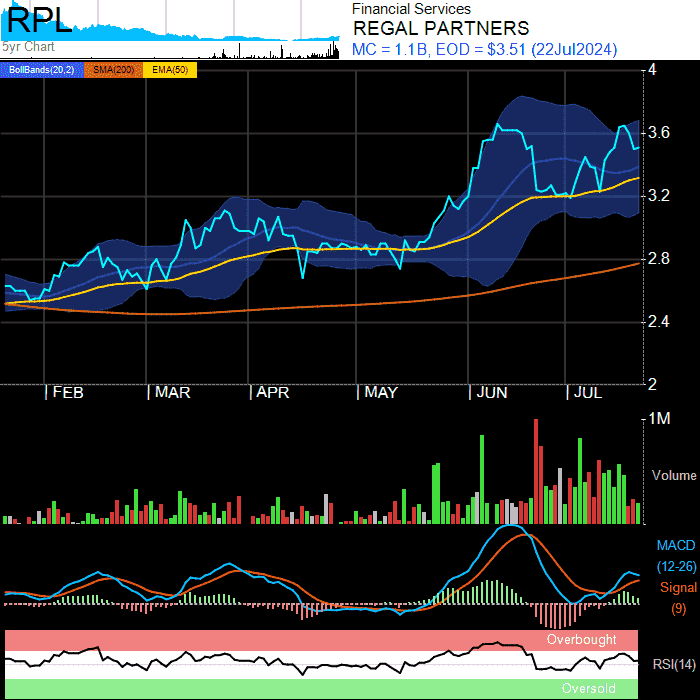 RPL
5yr Chart
Financial Services
REGAL PARTNERS
MC = 1.1B, EOD = $3.51 (22Jul2024)
BollBands(20,2) SMA(200) EMA(50)
4
3.6
3.2
2.8
2.4
2
FEB MAR APR MAY JUN JUL
1M
Volume
MACD
(12-26)
Signal
(9)
Overbought
RSI(14)
Oversold